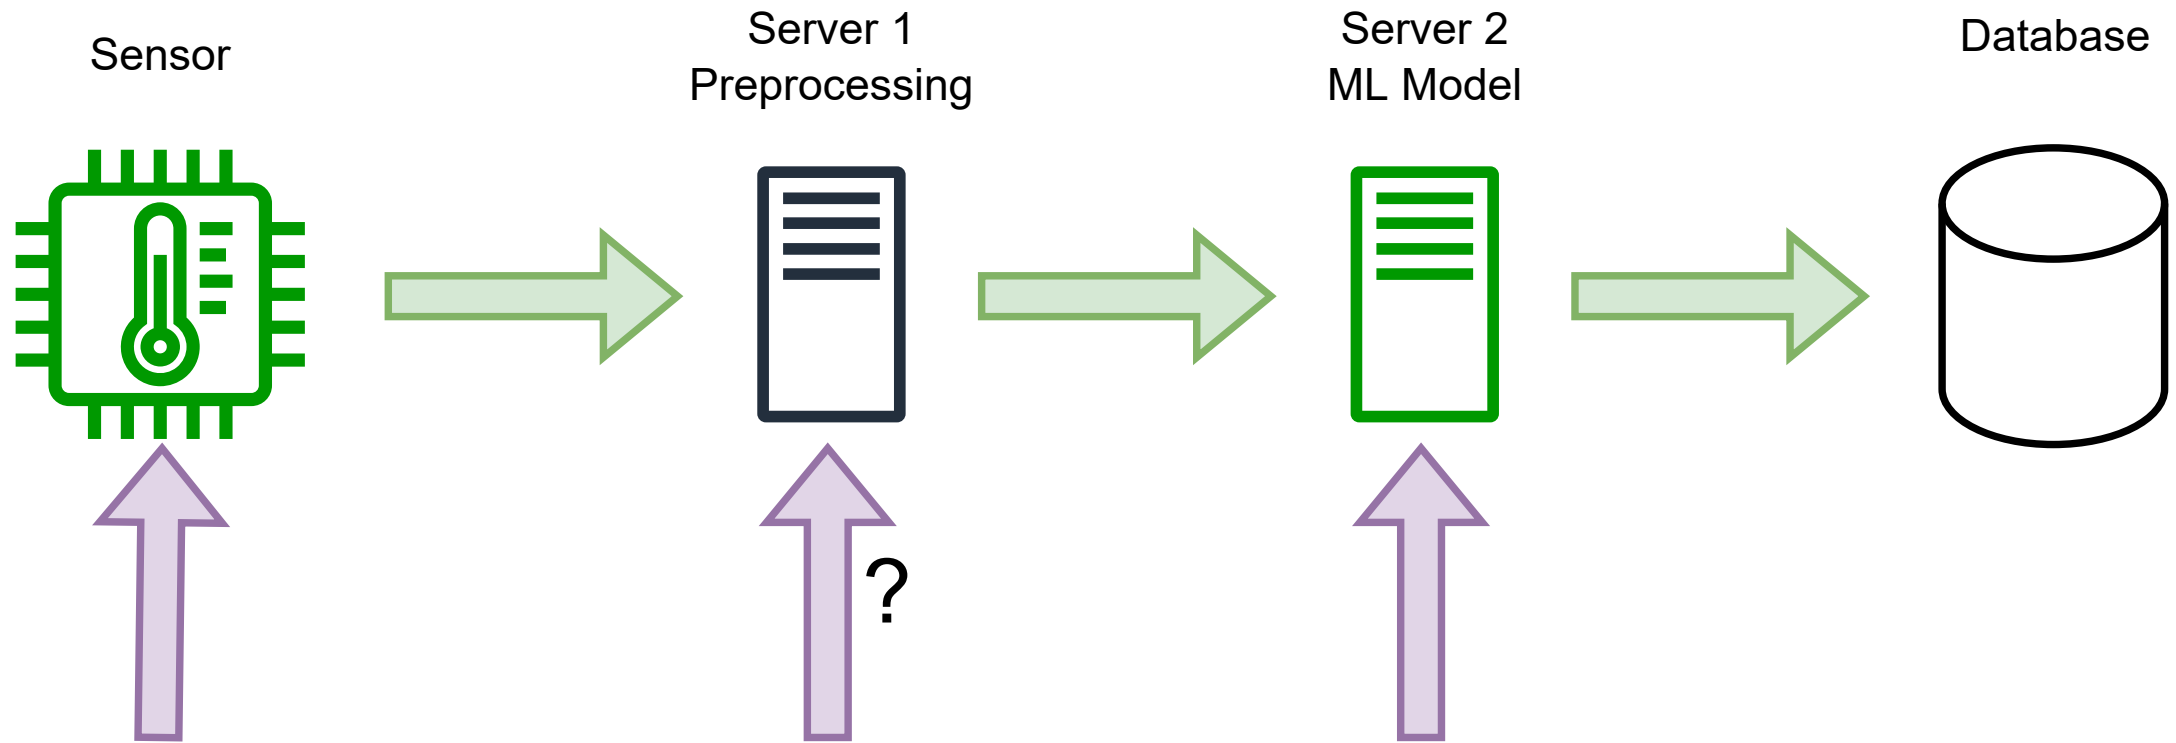 Sensor
Server 1
Preprocessing
Server 2
ML Model
Database
?